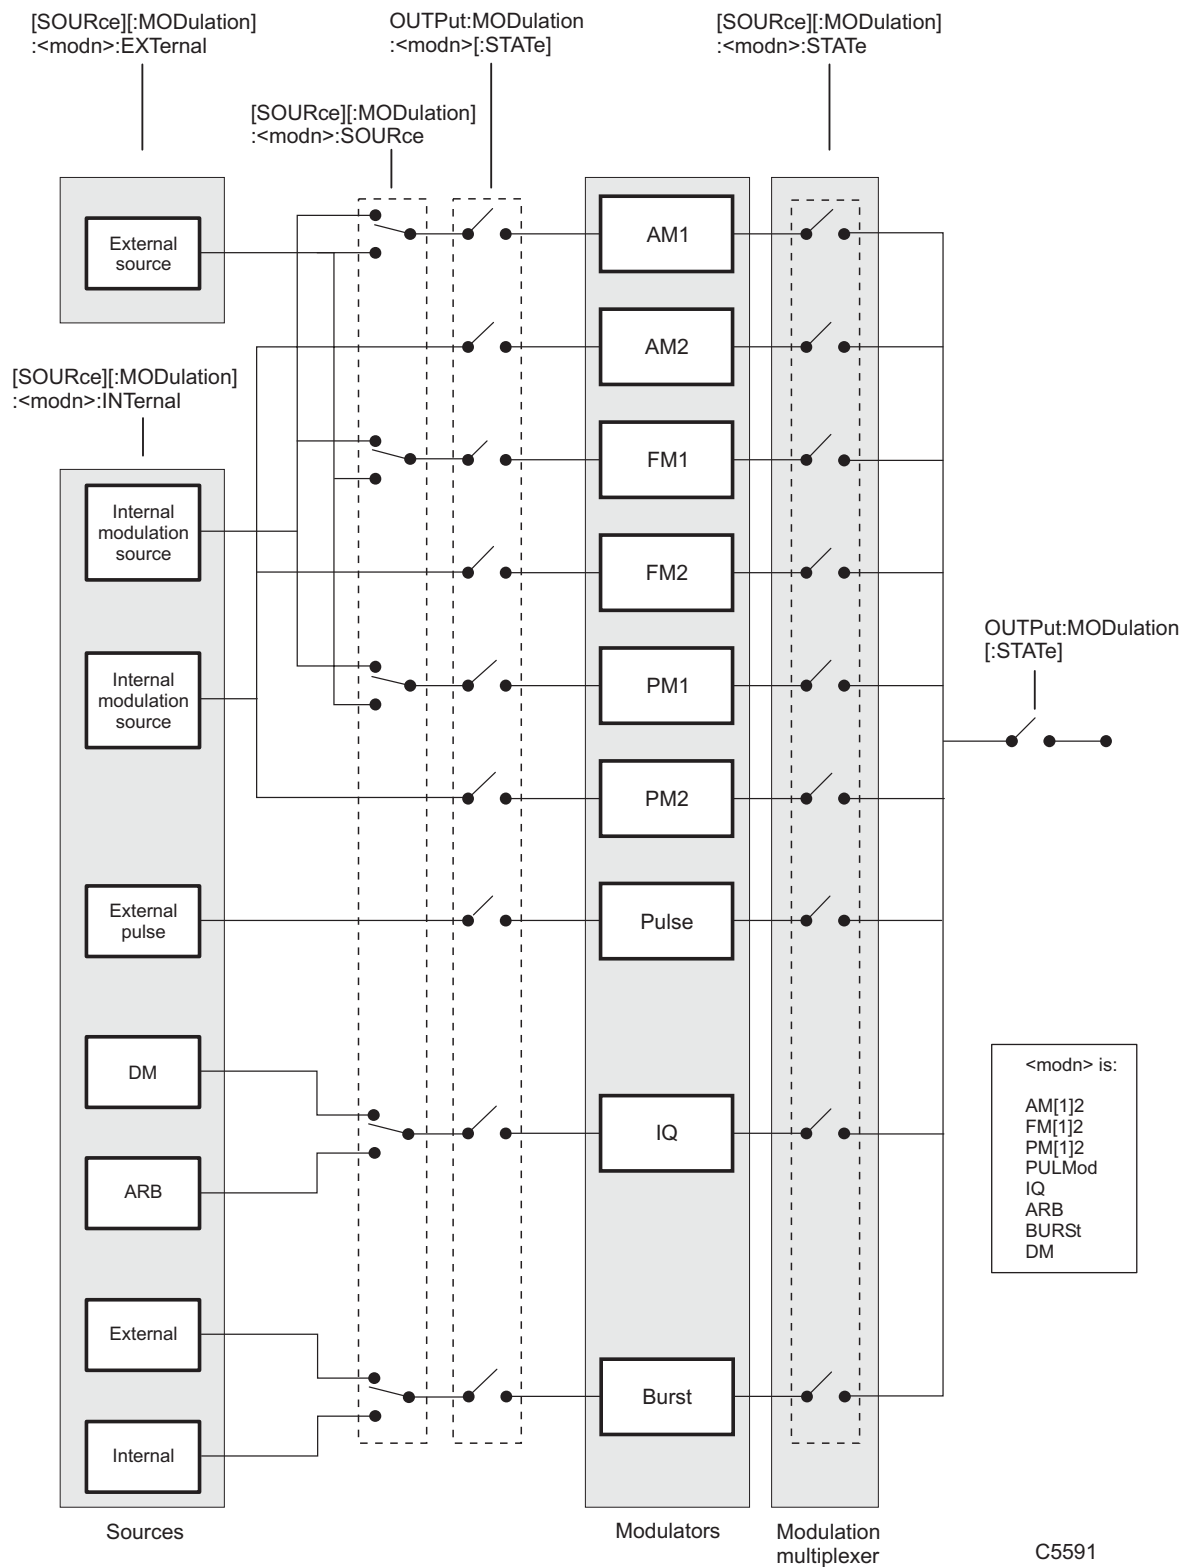 [SOURce][:MODulation]
:<modn>:EXTernal
OUTPut:MODulation
:<modn>[:STATe]
[SOURce][:MODulation]
:<modn>:STATe
[SOURce][:MODulation]
:<modn>:SOURce
External
source
AM1
AM2
[SOURce][:MODulation]
:<modn>:INTernal
FM1
Internal
modulation
source
FM2
OUTPut:MODulation
[:STATe]
Internal
modulation
source
PM1
PM2
External
pulse
Pulse
DM
IQ
ARB
<modn> is:
AM[1]2
FM[1]2
PM[1]2
PULMod
IQ
ARB
BURSt
DM
External
Burst
Internal
Sources
Modulators
Modulation
multiplexer
C5591